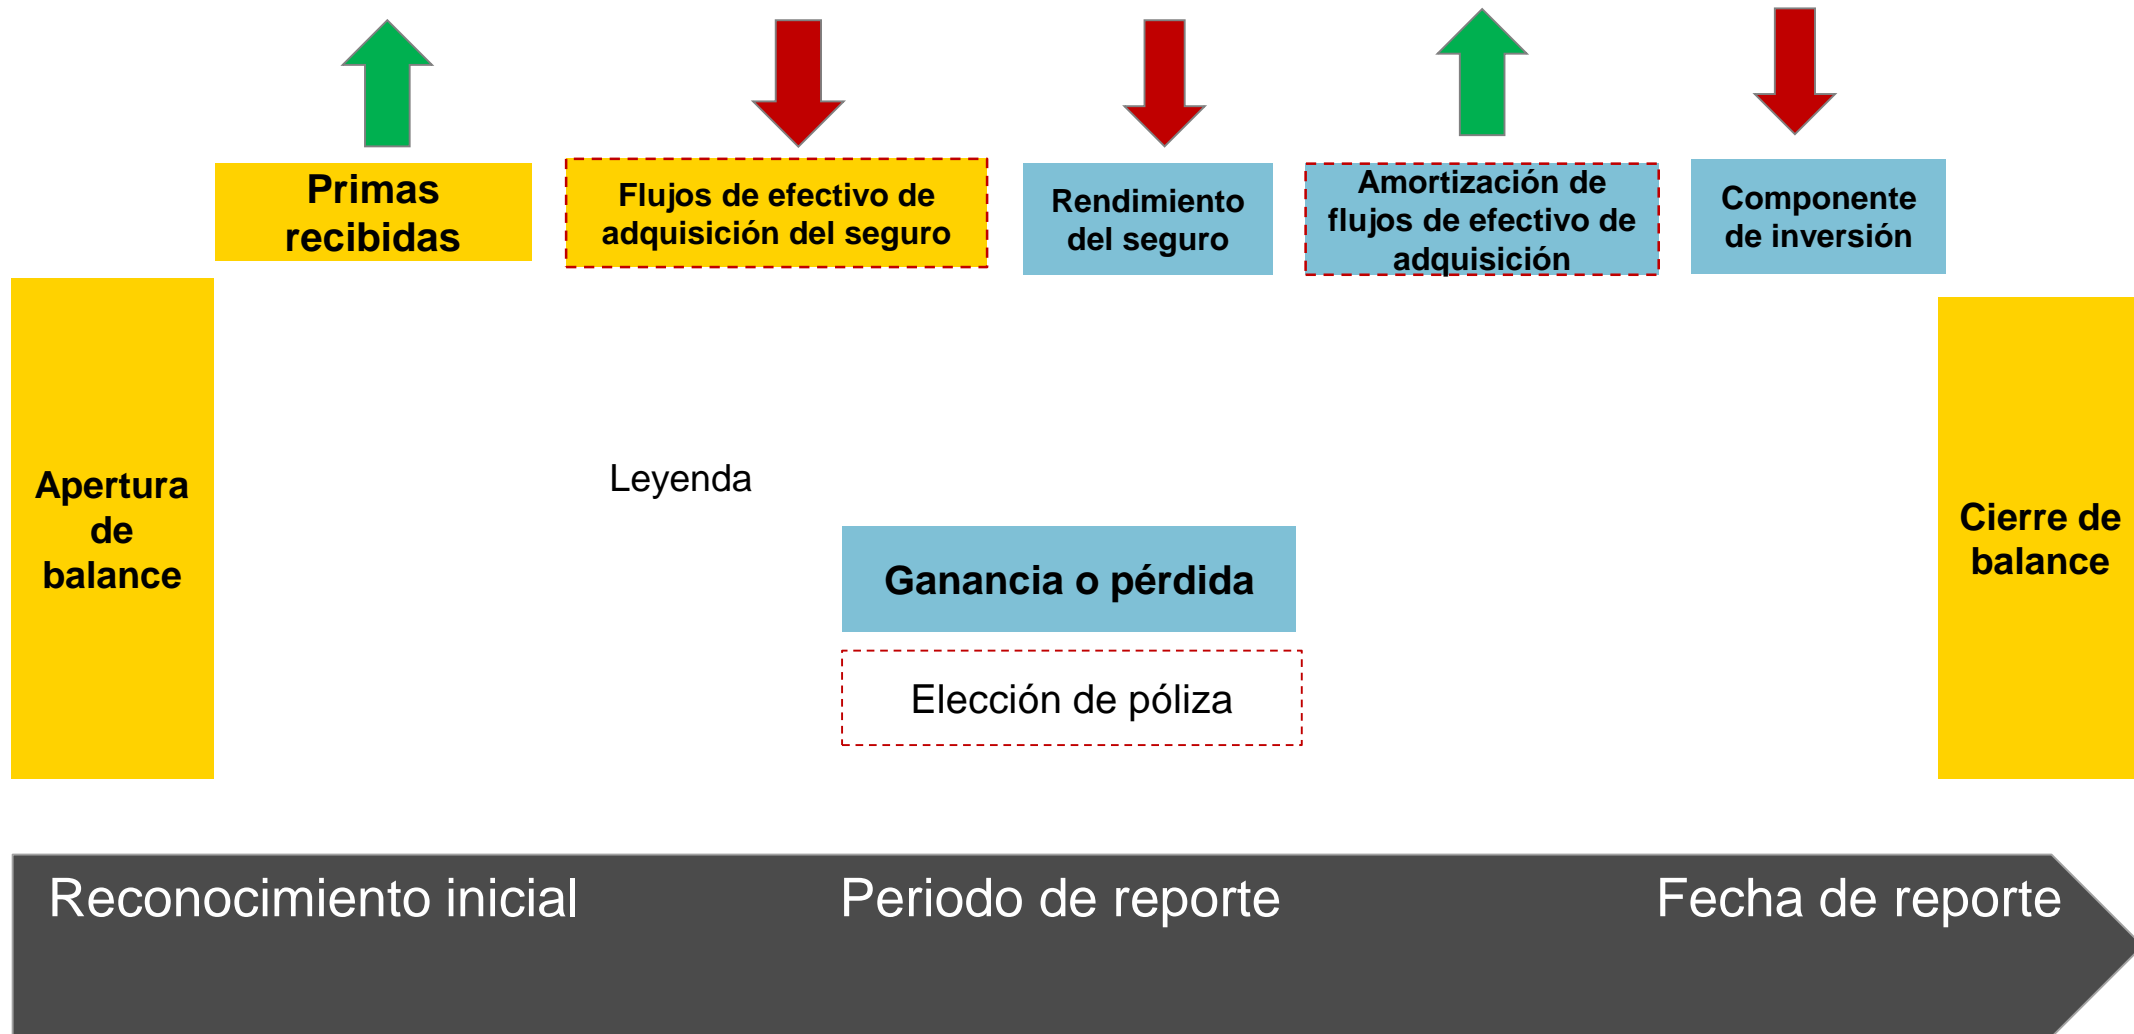 Primas
recibidas
Flujos de efectivo de
adquisición del seguro
Rendimiento
del seguro
Amortización de
flujos de efectivo de
adquisición
Componente
de inversión
Apertura
de
balance
Leyenda
Ganancia o pérdida
Elección de póliza
Cierre de
balance
Reconocimiento inicial
Periodo de reporte
Fecha de reporte